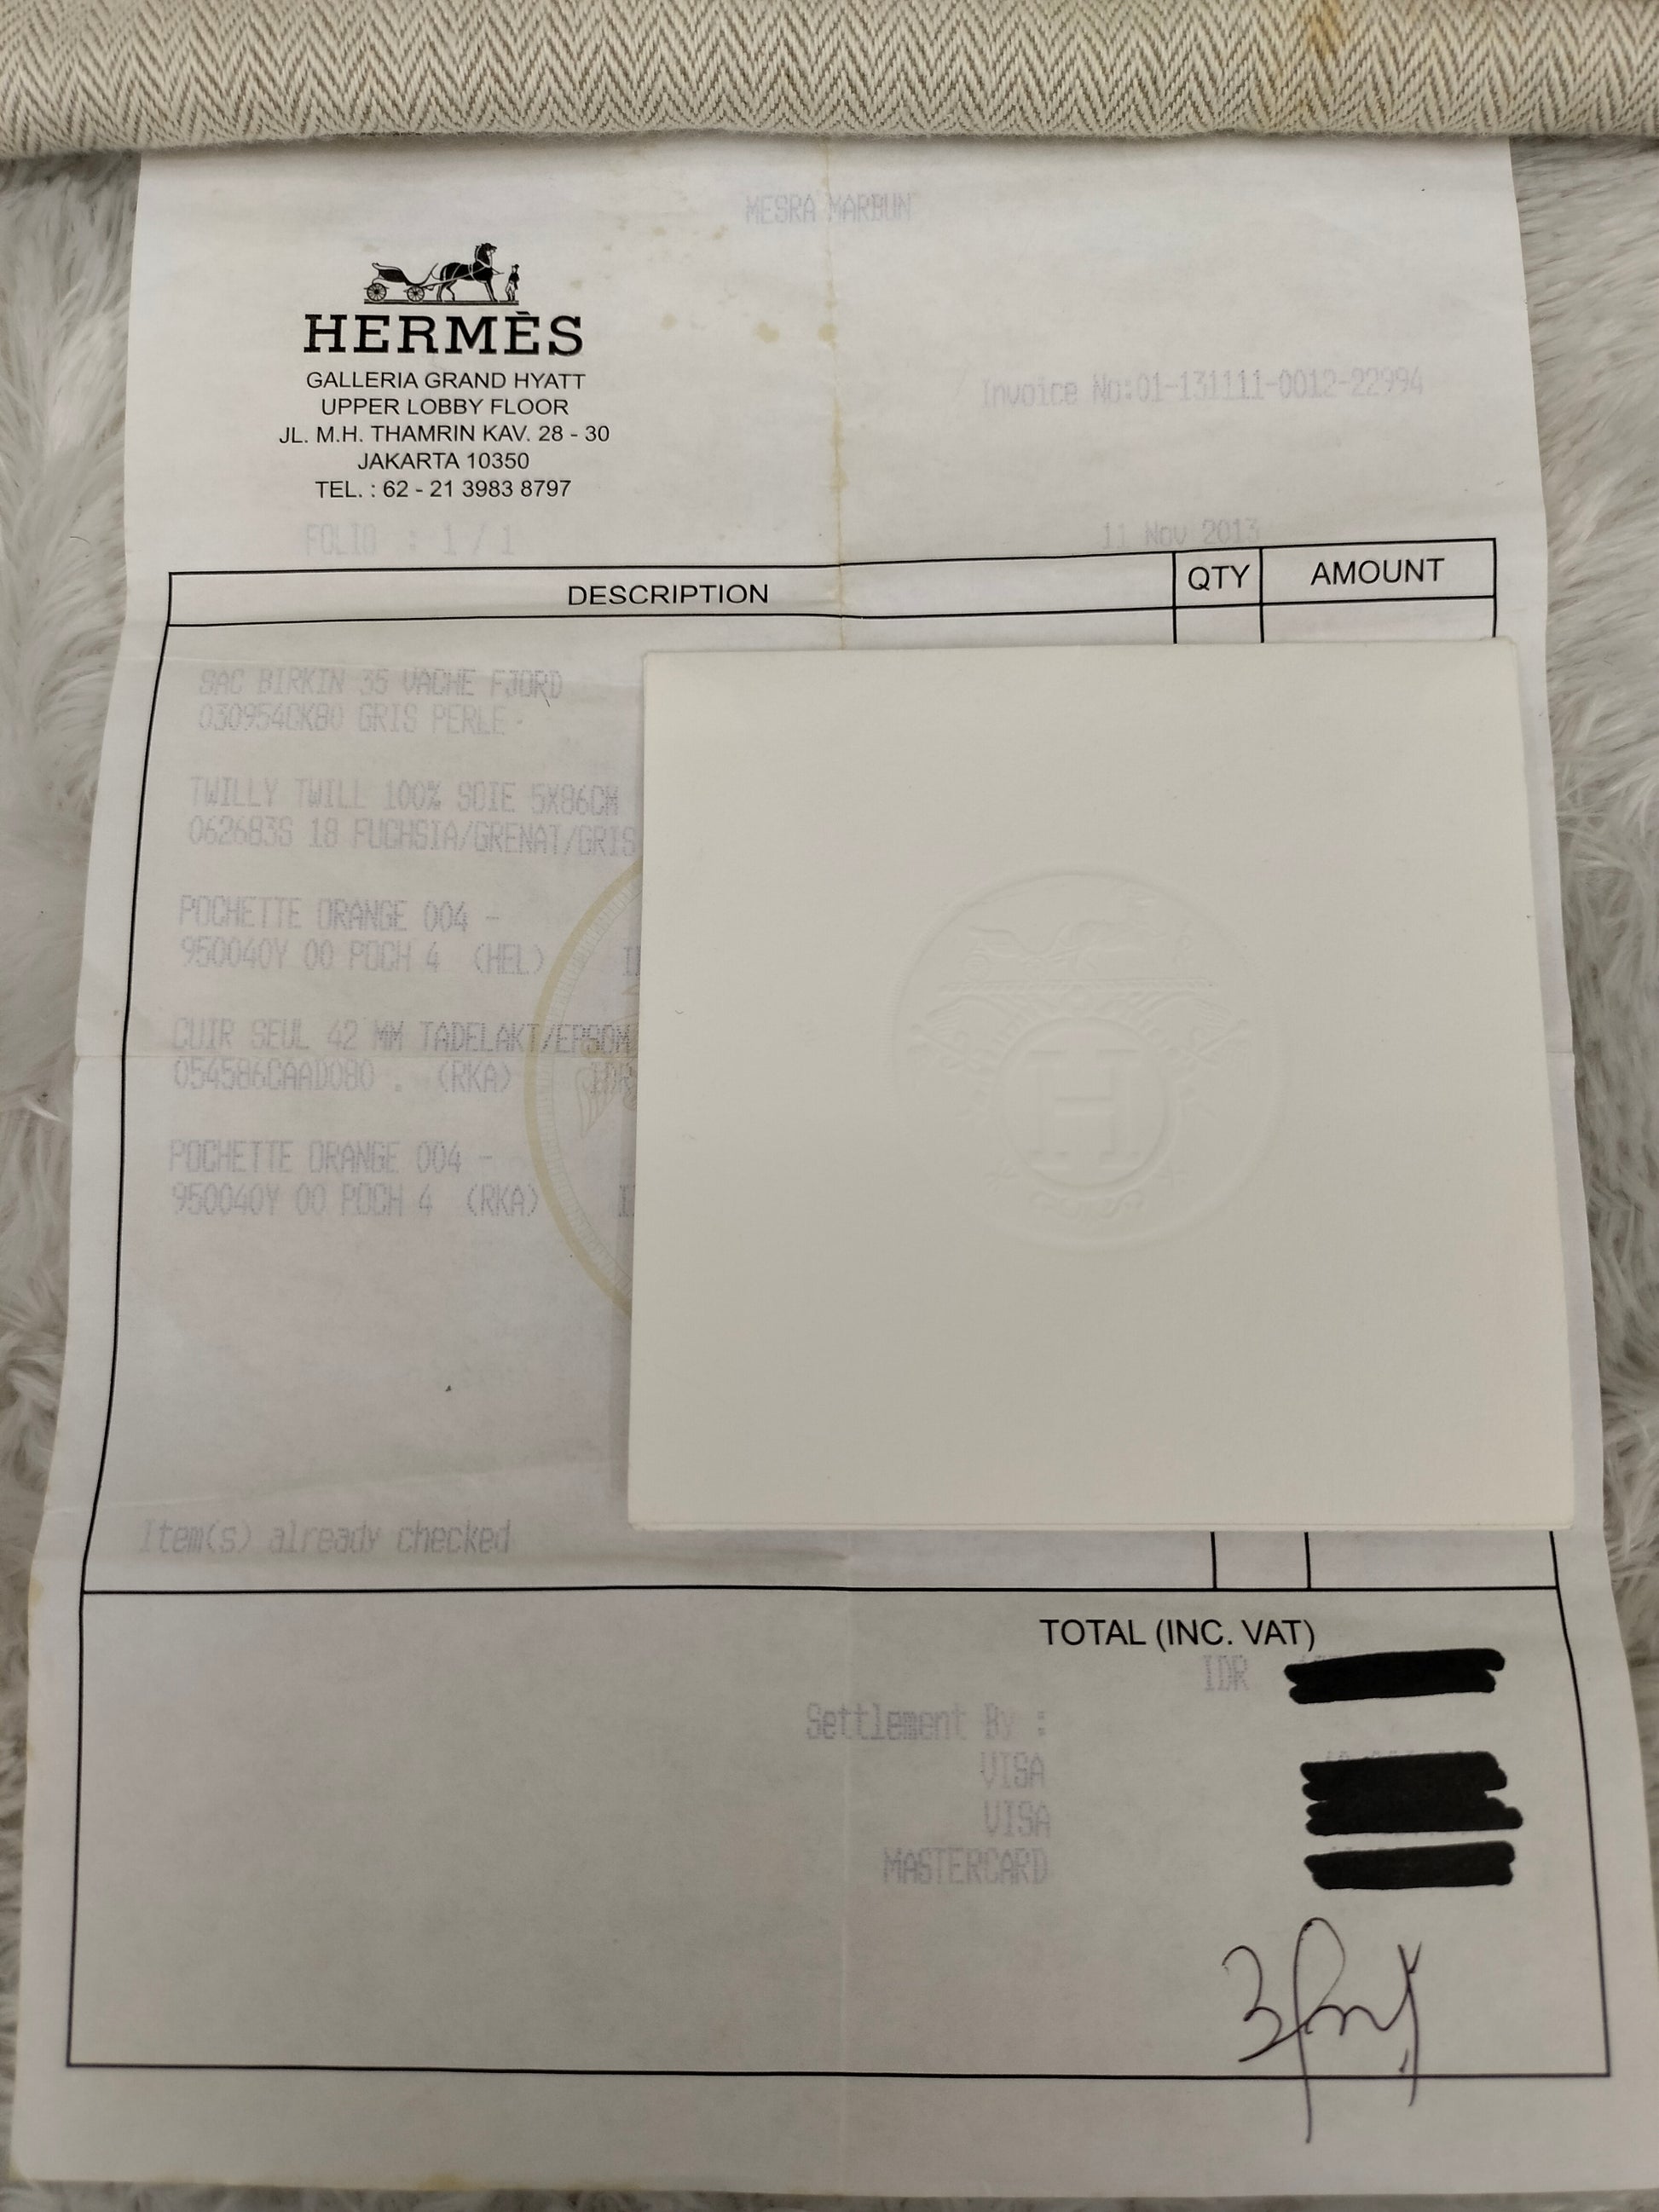 MESRA MARBUN
HERMÈS
GALLERIA GRAND HYATT
UPPER LOBBY FLOOR
JL. M.H. THAMRIN KAV. 28 - 30
JAKARTA 10350
TEL. : 62 - 21 3983 8797
Invoice No:01-131111-0012-22994
FOLIO : 1 / 1
11 Nov 2013
DESCRIPTION QTY AMOUNT
SAC BIRKIN 35 VACHE FJORD
030954CK80 GRIS PERLE
TWILLY TWILL 100% SOIE 5X86CM
062683S 18 FUCHSIA/GRENAT/GRIS
POCHETTE ORANGE 004 -
950040Y 00 POCH 4 (HEL)
CUIR SEUL 42 MM TADELAKT/EPSOM
054586CAAD080 . (RKA) IDR
POCHETTE ORANGE 004 -
950040Y 00 POCH 4 (RKA)
H
Item(s) already checked
TOTAL (INC. VAT)
IDR
Settlement By :
VISA
VISA
MASTERCARD